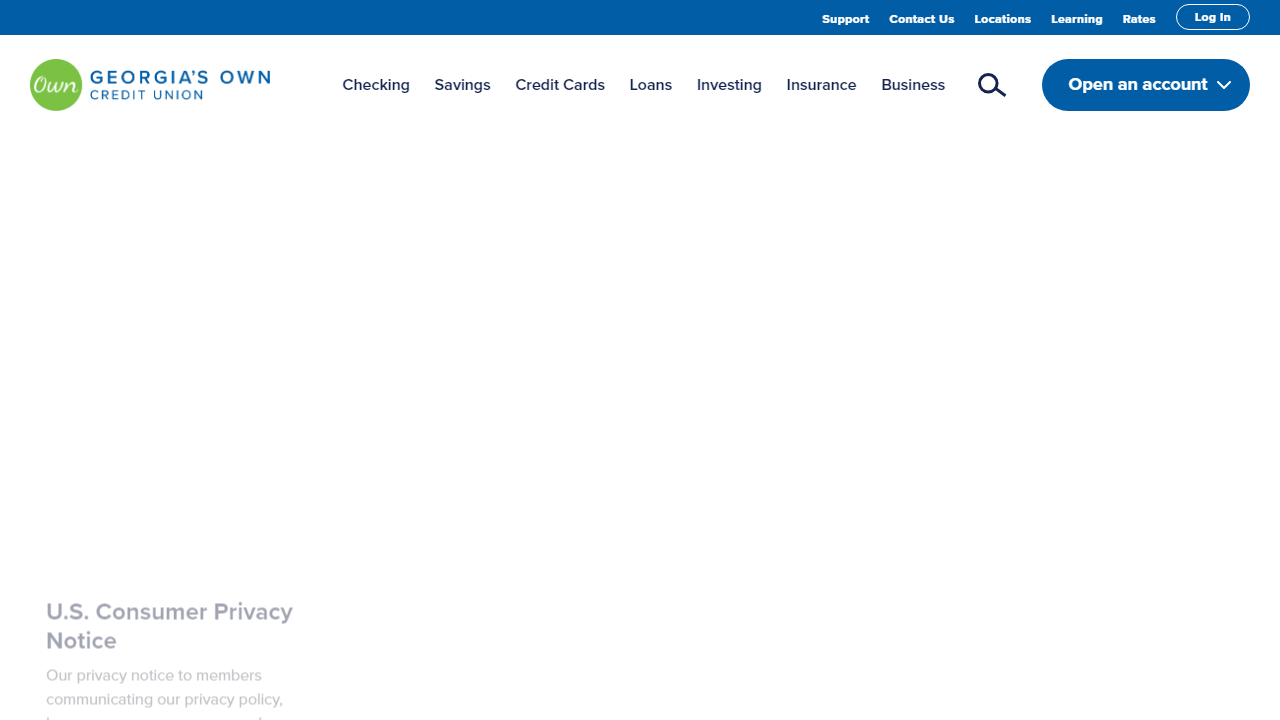 Support Contact Us Locations Learning Rates Log In
Own GEORGIA'S OWN
CREDIT UNION
Checking Savings Credit Cards Loans Investing Insurance Business Open an account
U.S. Consumer Privacy
Notice
Our privacy notice to members
communicating our privacy policy,